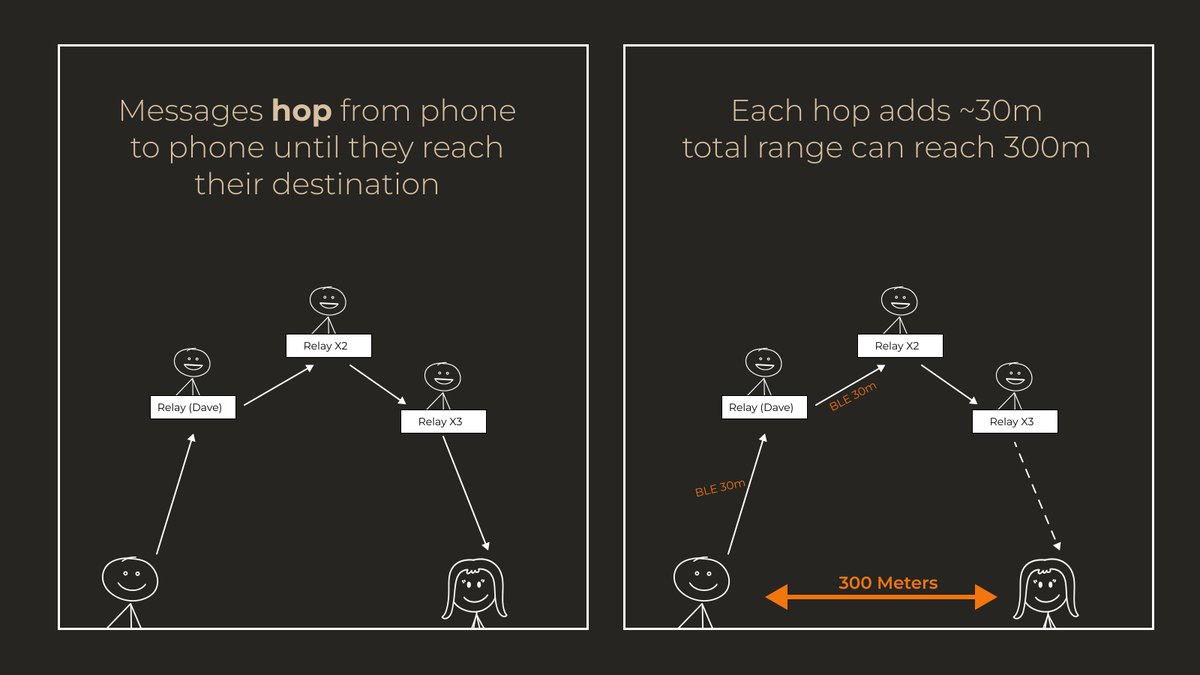 Messages hop from phone
to phone until they reach
their destination
Relay X2
Relay (Dave)
Relay X3
Each hop adds ~30m
total range can reach 300m
Relay X2
Relay (Dave)
BLE 30m
Relay X3
BLE 30m
300 Meters